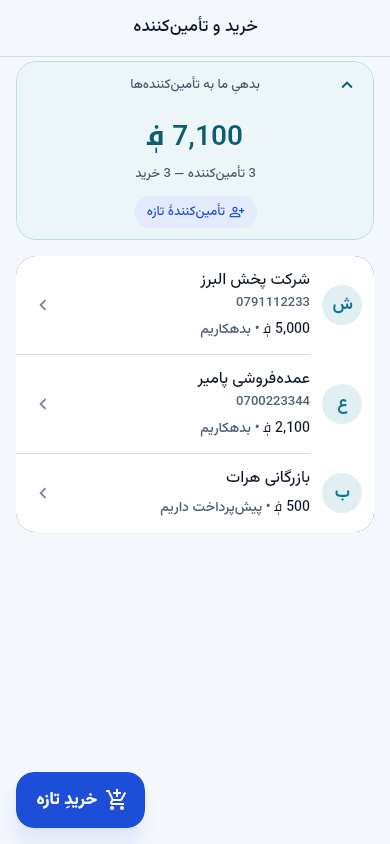 خرید و تأمین‌کننده
بدهیِ ما به تأمین‌کننده‌ها
7,100 ؋
3 تأمین‌کننده — 3 خرید
تأمین‌کنندهٔ تازه
ش
شرکت پخش البرز
0791112233
5,000 ؋ • بدهکاریم
ع
عمده‌فروشی پامیر
0700223344
2,100 ؋ • بدهکاریم
ب
بازرگانی هرات
500 ؋ • پیش‌پرداخت داریم
خریدِ تازه